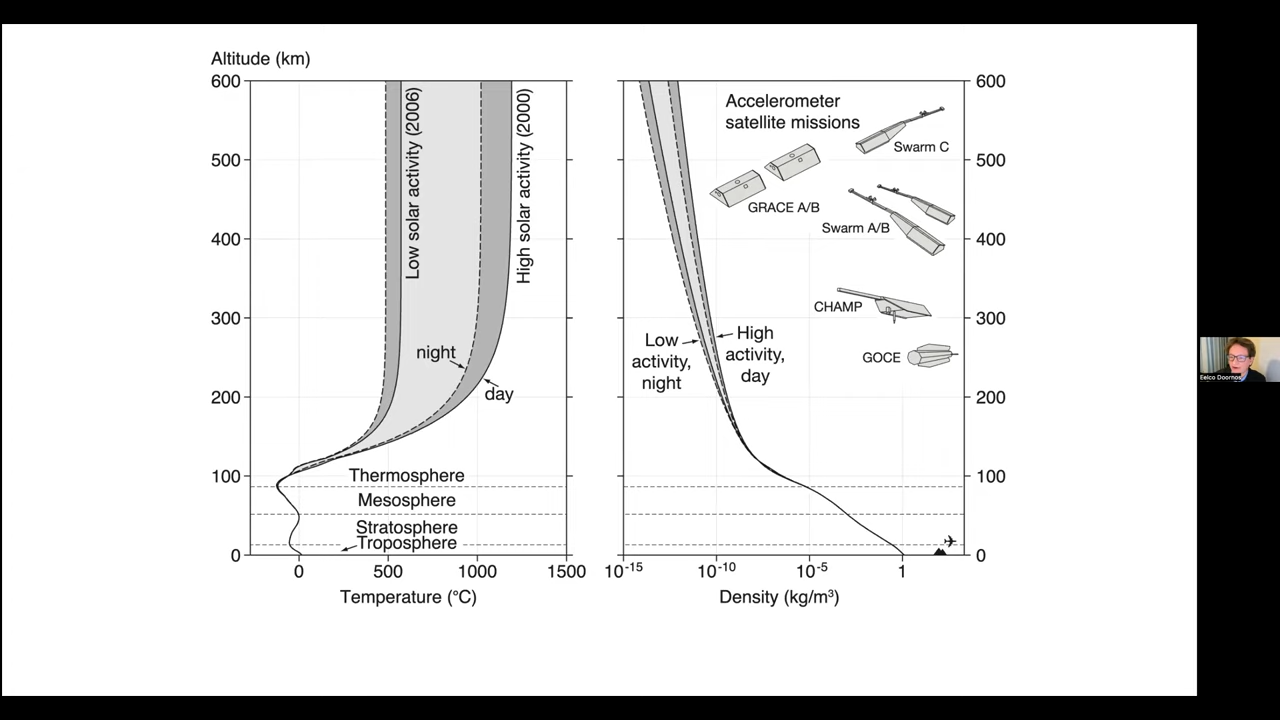 Altitude (km)
600
500
400
300
200
100
0
Low solar activity (2006)
High solar activity (2000)
night
day
Thermosphere
Mesosphere
Stratosphere
Troposphere
0
500
1000
1500
Temperature (°C)
Accelerometer
satellite missions
Swarm C
GRACE A/B
Swarm A/B
CHAMP
GOCE
Low
activity,
night
High
activity,
day
600
500
400
300
200
100
0
10⁻¹⁵
10⁻¹⁰
10⁻⁵
1
Density (kg/m³)
Eelco Doornbos